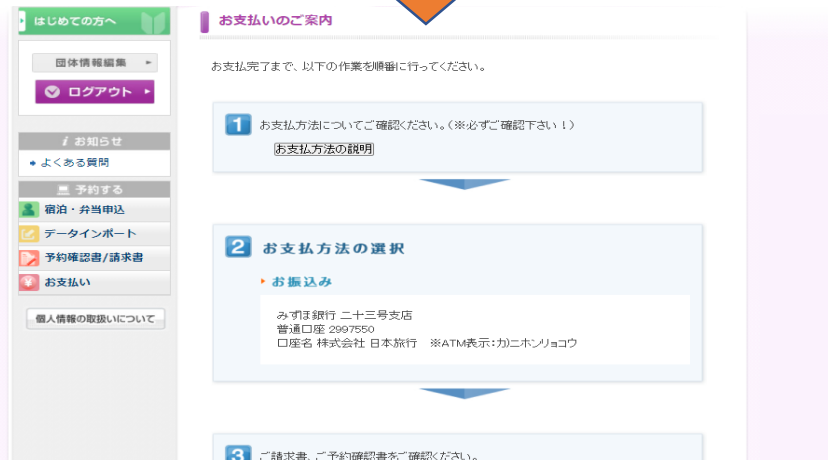 はじめての方へ
団体情報編集
ログアウト
お知らせ
よくある質問
予約する
宿泊・弁当申込
データインポート
予約確認書/請求書
お支払い
個人情報の取扱いについて
お支払いのご案内
お支払完了まで、以下の作業を順番に行ってください。
1 お支払方法についてご確認ください。(※必ずご確認下さい!)
お支払方法の説明
2 お支払方法の選択
お振込み
みずほ銀行 二十三号支店
普通口座 2997550
口座名 株式会社 日本旅行 ※ATM表示:カ)ニホンリョコウ
3 ご請求書、ご予約確認書をご確認ください。